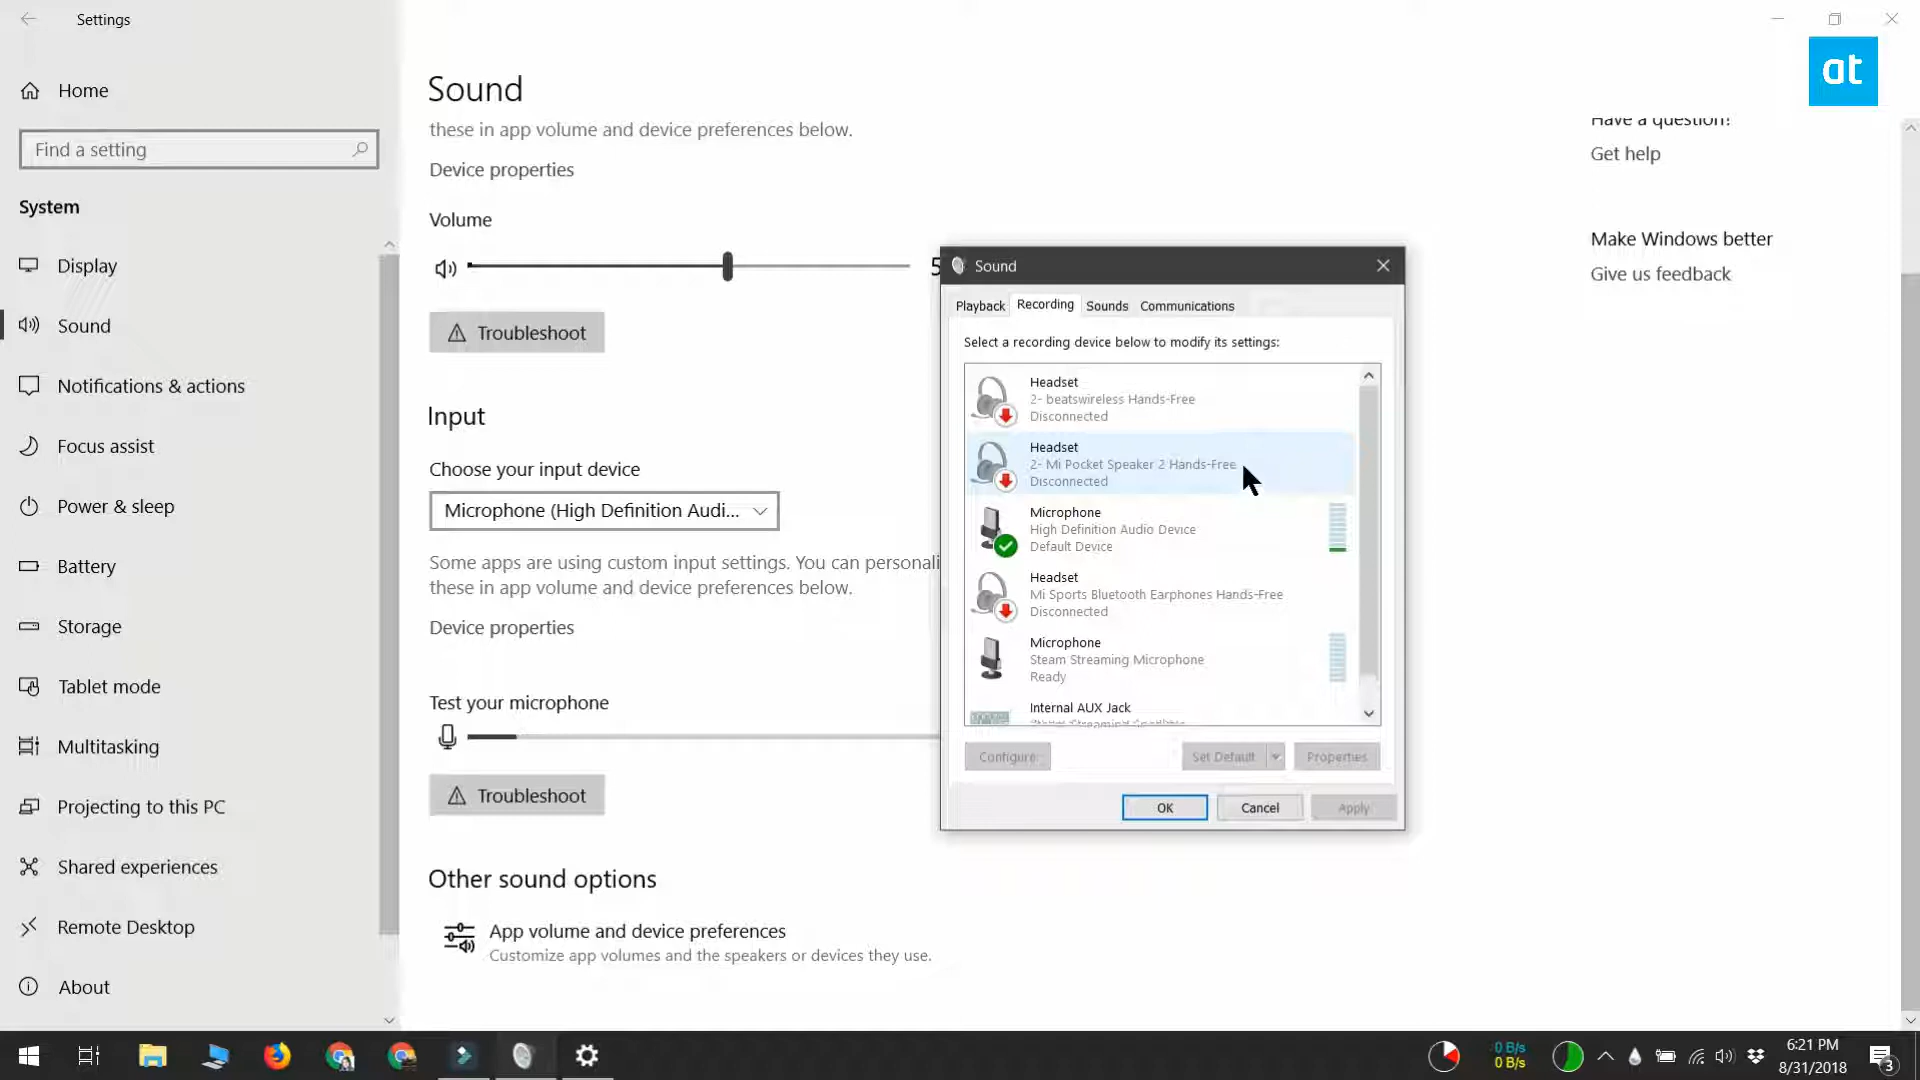 Settings
at
Home
Find a setting
System
Display
Sound
Notifications & actions
Focus assist
Power & sleep
Battery
Storage
Tablet mode
Multitasking
Projecting to this PC
Shared experiences
Remote Desktop
About
Sound
these in app volume and device preferences below.
Device properties
Volume
5
Troubleshoot
Input
Choose your input device
Microphone (High Definition Audi...
Some apps are using custom input settings. You can personali
these in app volume and device preferences below.
Device properties
Test your microphone
Troubleshoot
Other sound options
App volume and device preferences
Customize app volumes and the speakers or devices they use.
Sound
Playback Recording Sounds Communications
Select a recording device below to modify its settings:
Headset
2- beatswireless Hands-Free
Disconnected
Headset
2- Mi Pocket Speaker 2 Hands-Free
Disconnected
Microphone
High Definition Audio Device
Default Device
Headset
Mi Sports Bluetooth Earphones Hands-Free
Disconnected
Microphone
Steam Streaming Microphone
Ready
Internal AUX Jack
Configure Set Default Properties
OK Cancel Apply
Have a question?
Get help
Make Windows better
Give us feedback
0 B/s
0 B/s
6:21 PM
8/31/2018
3